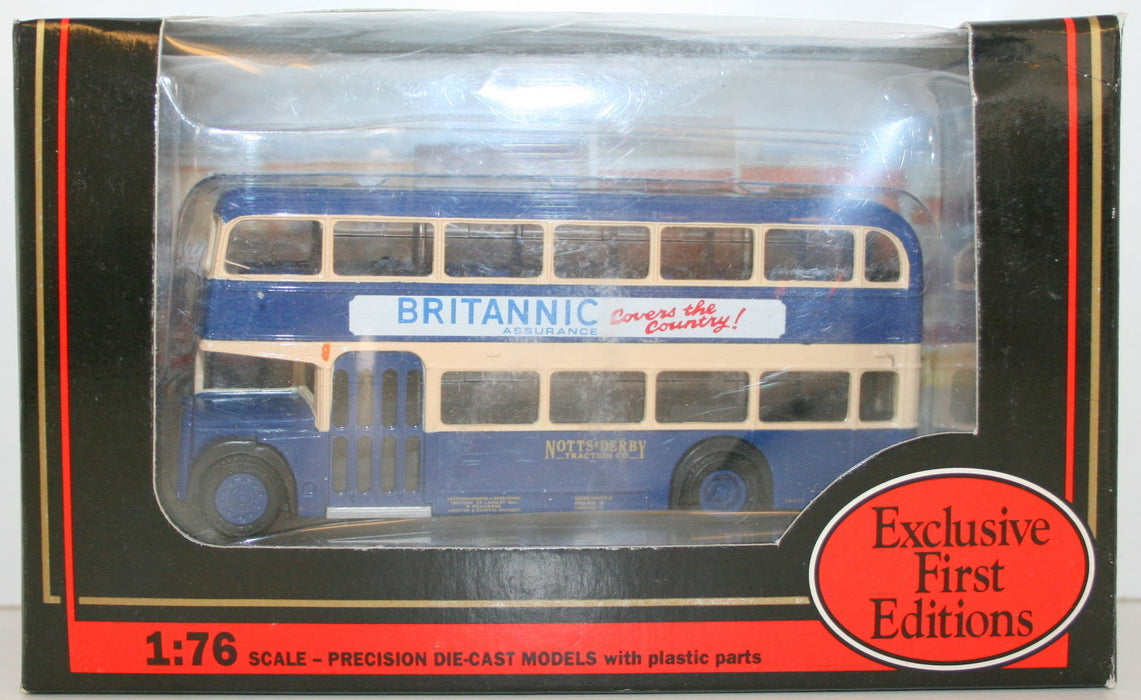 BRITANNIC
ASSURANCE
Covers the
Country!
NOTTS & DERBY
TRACTION CO.
Exclusive
First
Editions
1:76 SCALE – PRECISION DIE-CAST MODELS with plastic parts